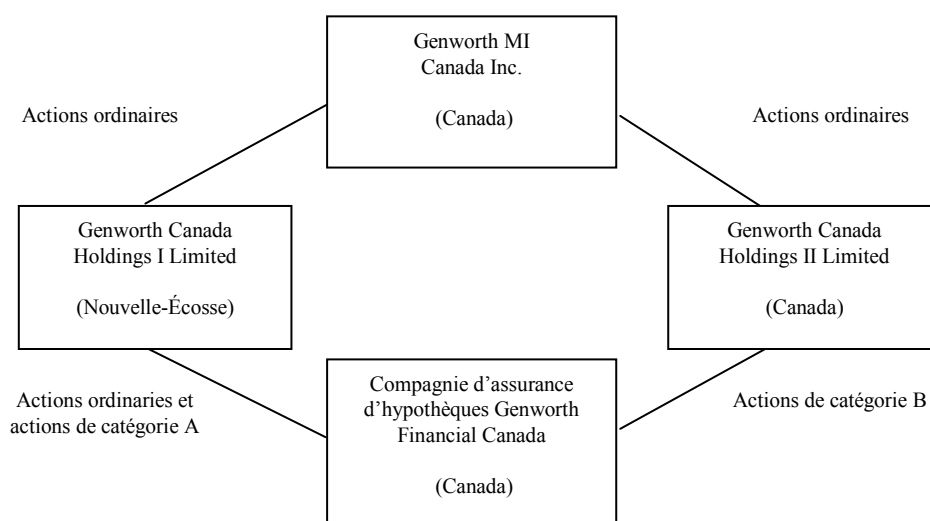 Genworth MI
Canada Inc.
(Canada)
Actions ordinaires
Actions ordinaires
Genworth Canada
Holdings I Limited
(Nouvelle-Écosse)
Genworth Canada
Holdings II Limited
(Canada)
Actions ordinaries et
actions de catégorie A
Compagnie d'assurance
d'hypothèques Genworth
Financial Canada
(Canada)
Actions de catégorie B